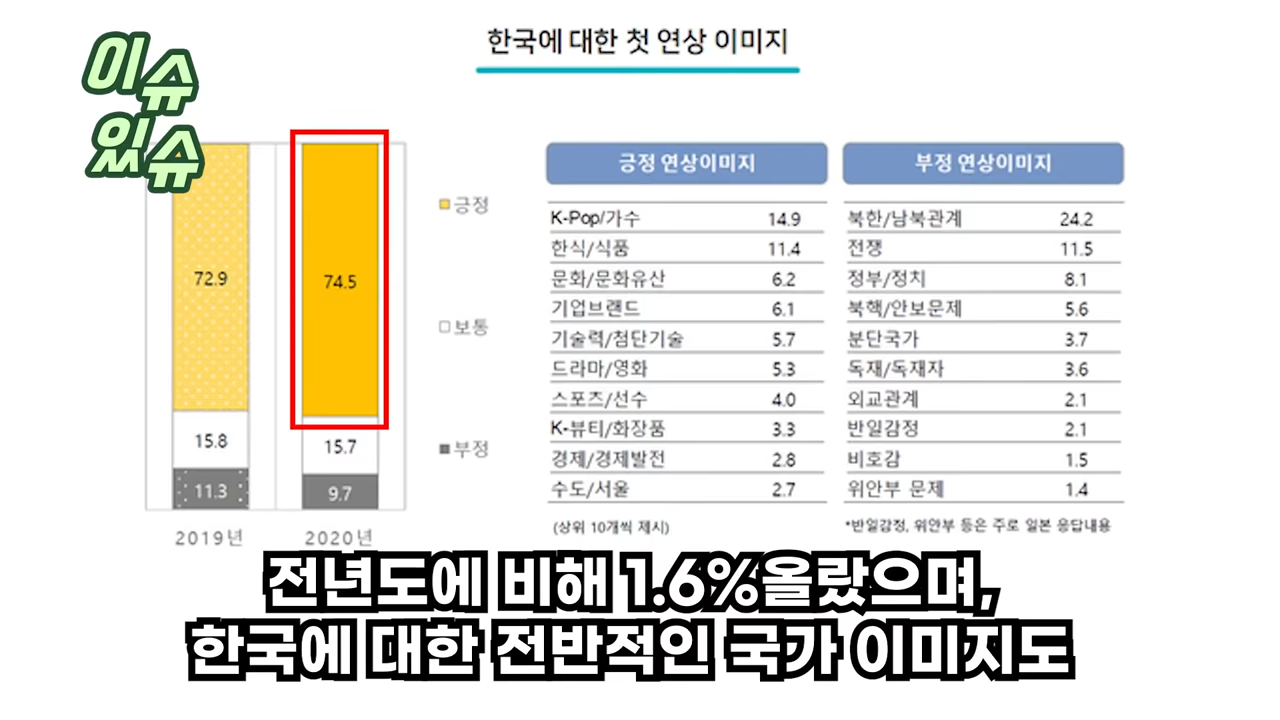 한국에 대한 첫 연상 이미지
이슈
있슈
72.9
15.8
11.3
2019년
74.5
15.7
9.7
2020년
긍정
보통
부정
긍정 연상이미지
K-Pop/가수 14.9
한식/식품 11.4
문화/문화유산 6.2
기업브랜드 6.1
기술력/첨단기술 5.7
드라마/영화 5.3
스포츠/선수 4.0
K-뷰티/화장품 3.3
경제/경제발전 2.8
수도/서울 2.7
(상위 10개씩 제시)
부정 연상이미지
북한/남북관계 24.2
전쟁 11.5
정부/정치 8.1
북핵/안보문제 5.6
분단국가 3.7
독재/독재자 3.6
외교관계 2.1
반일감정 2.1
비호감 1.5
위안부 문제 1.4
*반일감정, 위안부 등은 주로 일본 응답내용
전년도에 비해 1.6%올랐으며,
한국에 대한 전반적인 국가 이미지도